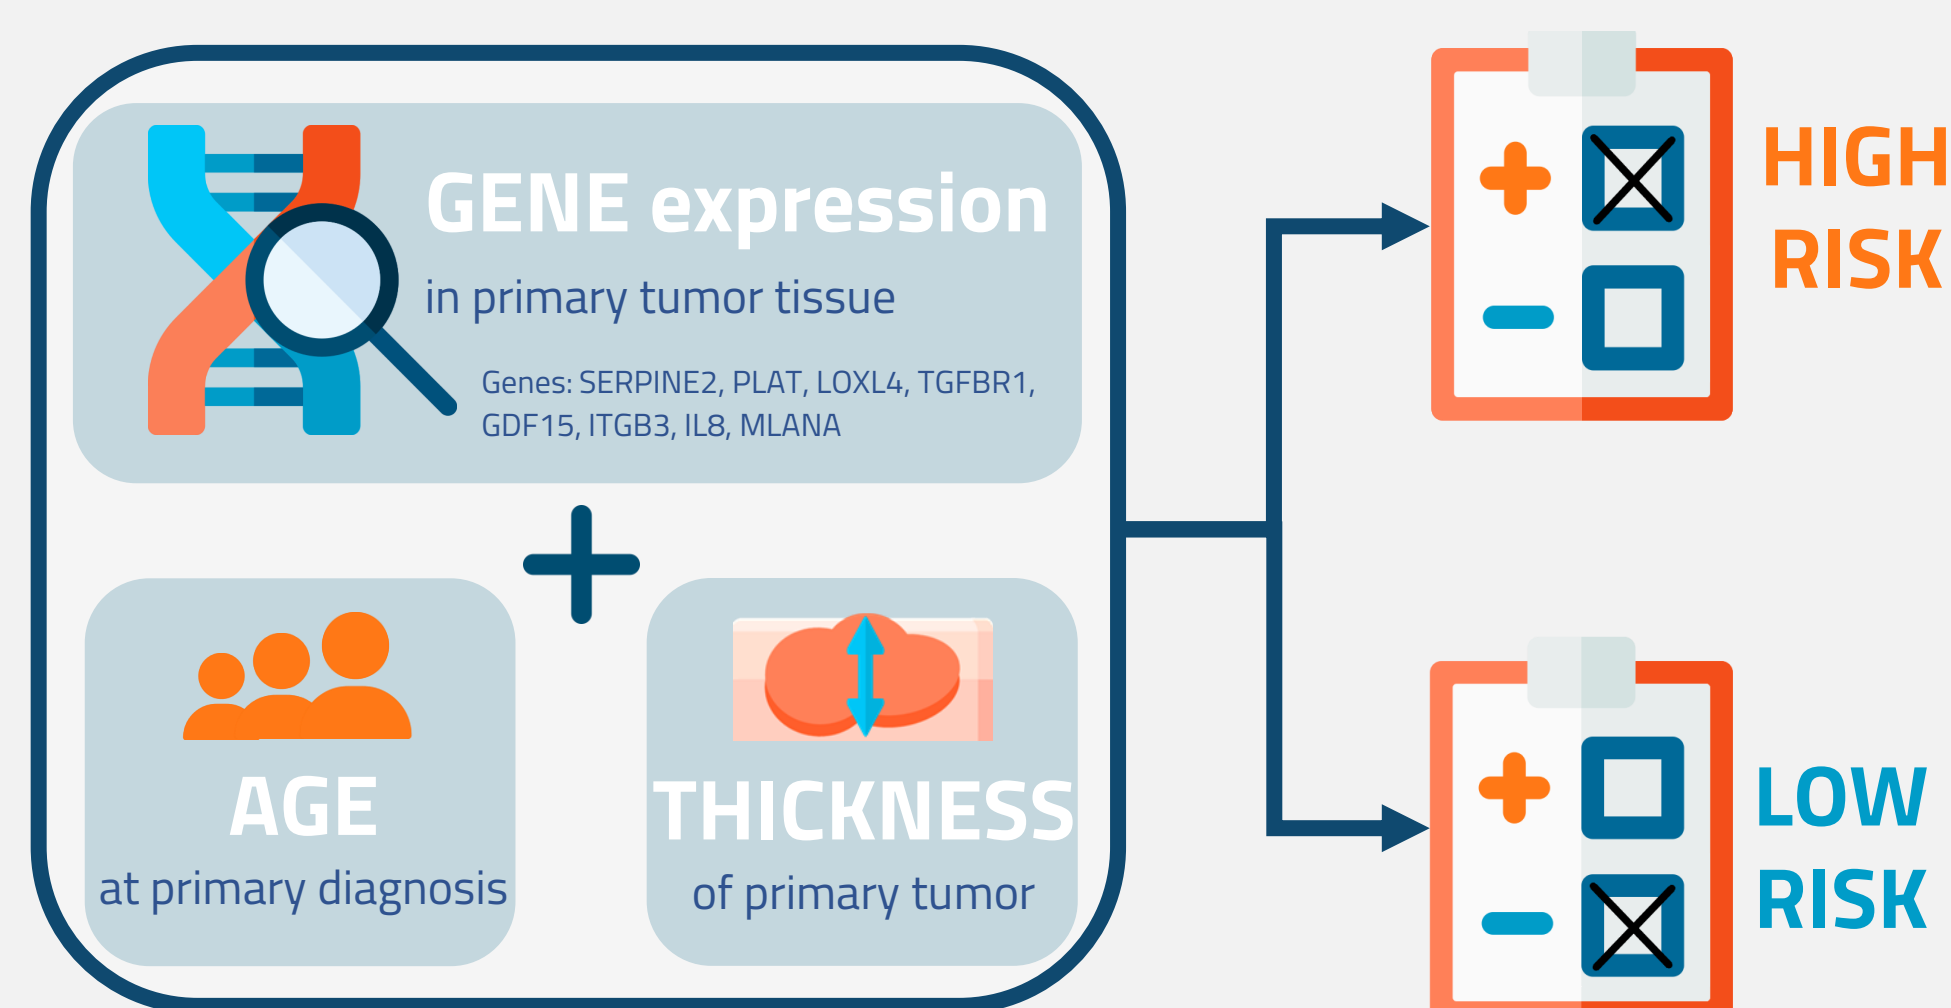 GENE expression
in primary tumor tissue
Genes: SERPINE2, PLAT, LOXL4, TGFBR1,
GDF15, ITGB3, IL8, MLANA
AGE
at primary diagnosis
THICKNESS
of primary tumor
HIGH
RISK
LOW
RISK